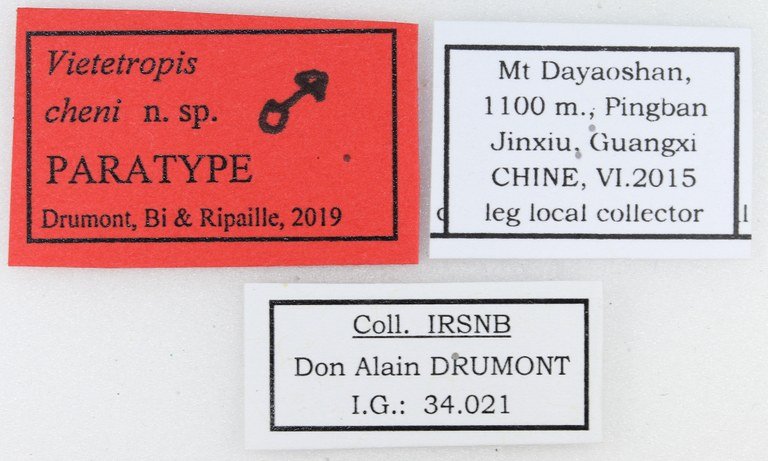 Vietetropis
cheni n. sp. ♂
PARATYPE
Drumont, Bi & Ripaille, 2019
Mt Dayaoshan,
1100 m., Pingban
Jinxiu, Guangxi
CHINE, VI.2015
leg local collector
Coll. IRSNB
Don Alain DRUMONT
I.G.: 34.021